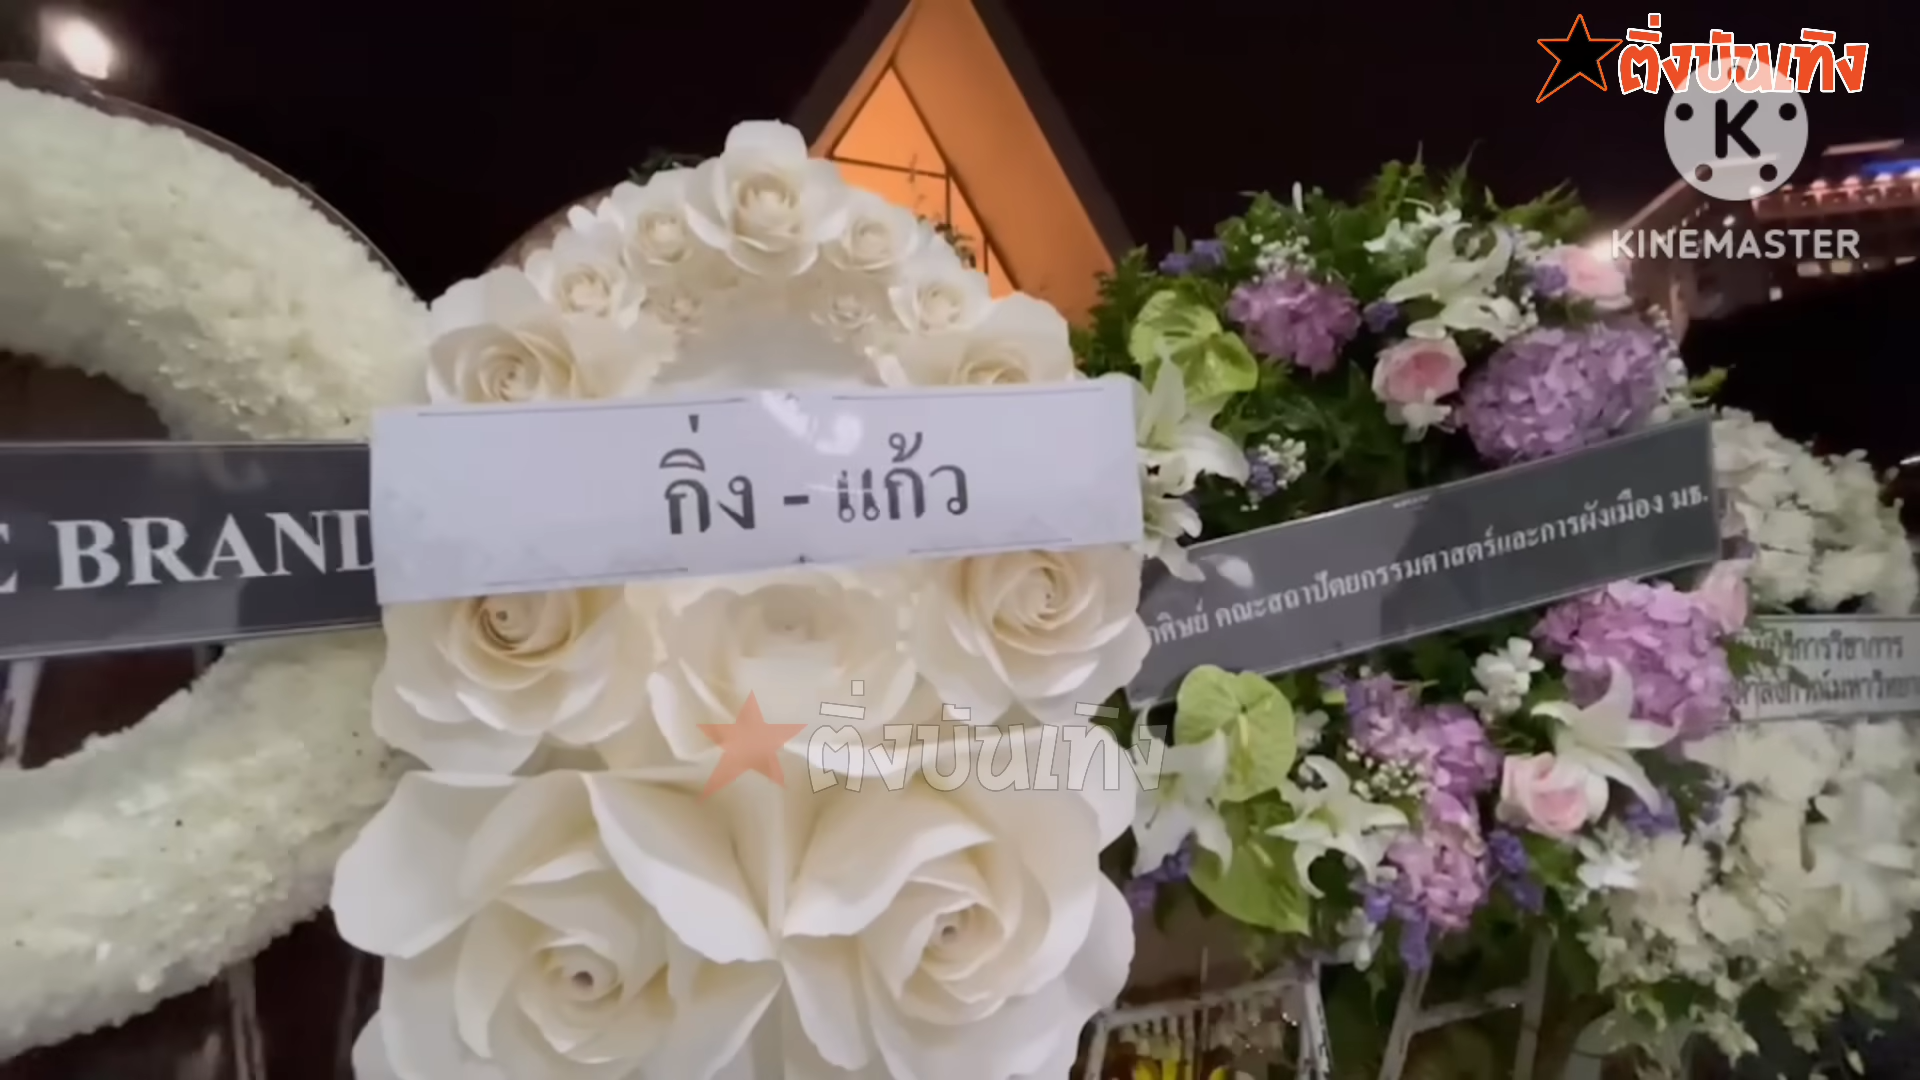 ติ่งบันเทิง
K
KINEMASTER
BRAND
กิ่ง - แก้ว
คณะสถาปัตยกรรมศาสตร์และการผังเมือง มธ.
ติ่งบันเทิง